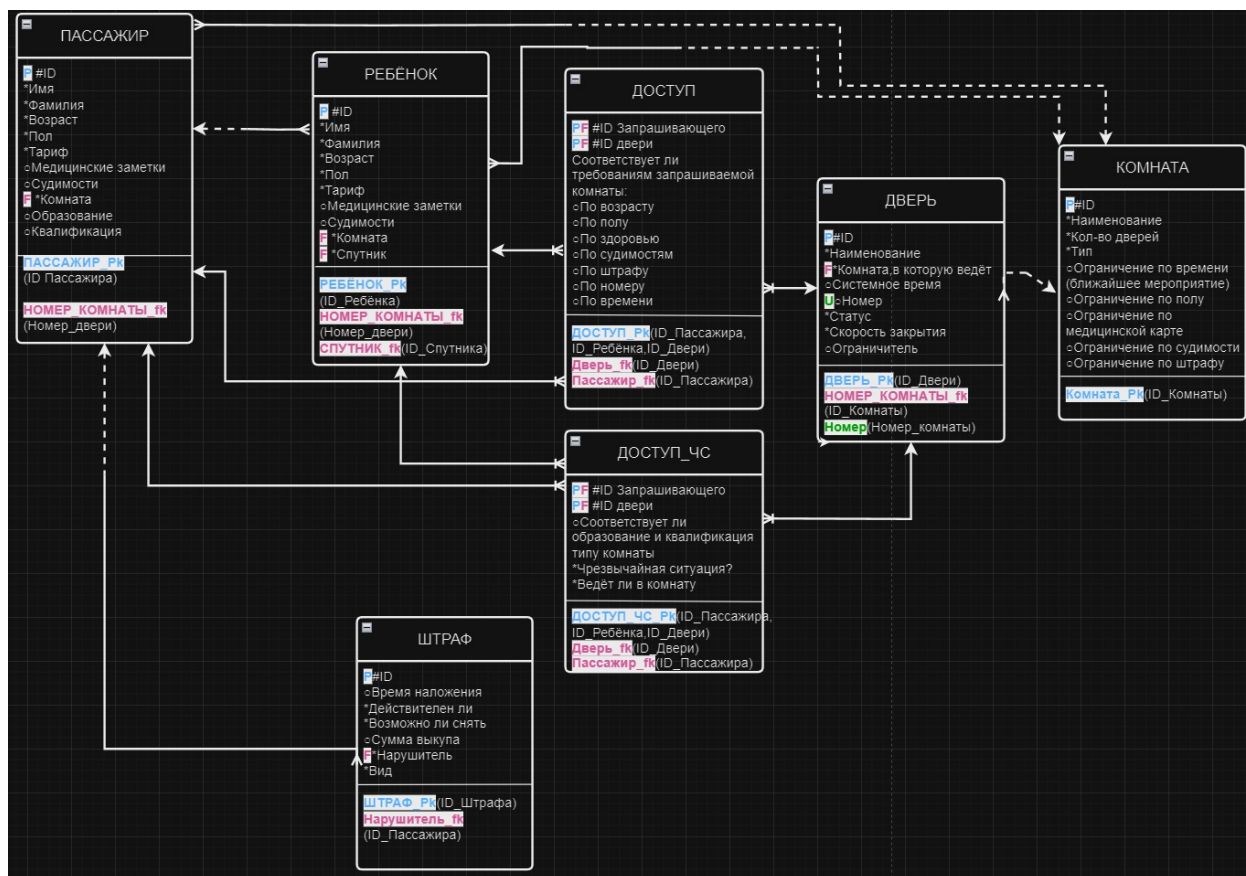 ПАССАЖИР
P #ID
*Имя
*Фамилия
*Возраст
*Пол
*Тариф
○Медицинские заметки
○Судимости
F *Комната
○Образование
○Квалификация
ПАССАЖИР_Pk
(ID Пассажира)
НОМЕР_КОМНАТЫ_fk
(Номер_двери)
РЕБЁНОК
P #ID
*Имя
*Фамилия
*Возраст
*Пол
*Тариф
○Медицинские заметки
○Судимости
F *Комната
F *Спутник
РЕБЁНОК_Pk
(ID_Ребёнка)
НОМЕР_КОМНАТЫ_fk
(Номер_двери)
СПУТНИК_fk(ID_Спутника)
ДОСТУП
PF #ID Запрашивающего
PF #ID двери
Соответствует ли
требованиям запрашиваемой
комнаты:
○По возрасту
○По полу
○По здоровью
○По судимостям
○По штрафу
○По номеру
○По времени
ДОСТУП_Pk(ID_Пассажира,
ID_Ребёнка,ID_Двери)
Дверь_fk(ID_Двери)
Пассажир_fk(ID_Пассажира)
ДВЕРЬ
P#ID
*Наименование
F*Комната,в которую ведёт
○Системное время
U○Номер
*Статус
*Скорость закрытия
○Ограничитель
ДВЕРЬ_Pk(ID_Двери)
НОМЕР_КОМНАТЫ_fk
(ID_Комнаты)
Номер(Номер_комнаты)
КОМНАТА
P#ID
*Наименование
*Кол-во дверей
*Тип
○Ограничение по времени
(ближайшее мероприятие)
○Ограничение по полу
○Ограничение по
медицинской карте
○Ограничение по судимости
○Ограничение по штрафу
Комната_Pk(ID_Комнаты)
ДОСТУП_ЧС
PF #ID Запрашивающего
PF #ID двери
○Соответствует ли
образование и квалификация
типу комнаты
*Чрезвычайная ситуация?
*Ведёт ли в комнату
ДОСТУП_ЧС_Pk(ID_Пассажира,
ID_Ребёнка,ID_Двери)
Дверь_fk(ID_Двери)
Пассажир_fk(ID_Пассажира)
ШТРАФ
P#ID
○Время наложения
*Действителен ли
*Возможно ли снять
○Сумма выкупа
F*Нарушитель
*Вид
ШТРАФ_Pk(ID_Штрафа)
Нарушитель_fk
(ID_Пассажира)